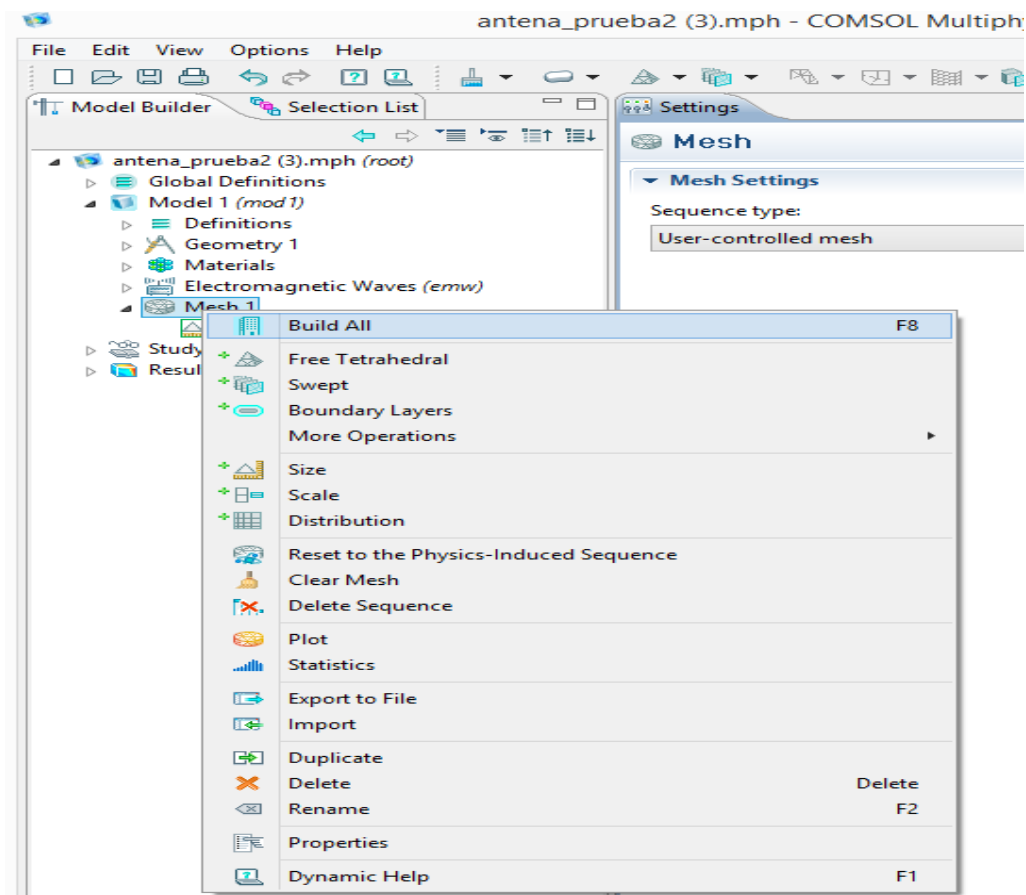 antena_prueba2 (3).mph - COMSOL Multiphy
File Edit View Options Help
Model Builder Selection List Settings
Mesh
antena_prueba2 (3).mph (root)
Global Definitions
Mesh Settings
Model 1 (mod1)
Sequence type:
Definitions
User-controlled mesh
Geometry 1
Materials
Electromagnetic Waves (emw)
Mesh 1
Build All F8
Study
Free Tetrahedral
Resul
Swept
Boundary Layers
More Operations
Size
Scale
Distribution
Reset to the Physics-Induced Sequence
Clear Mesh
Delete Sequence
Plot
Statistics
Export to File
Import
Duplicate
Delete Delete
Rename F2
Properties
Dynamic Help F1